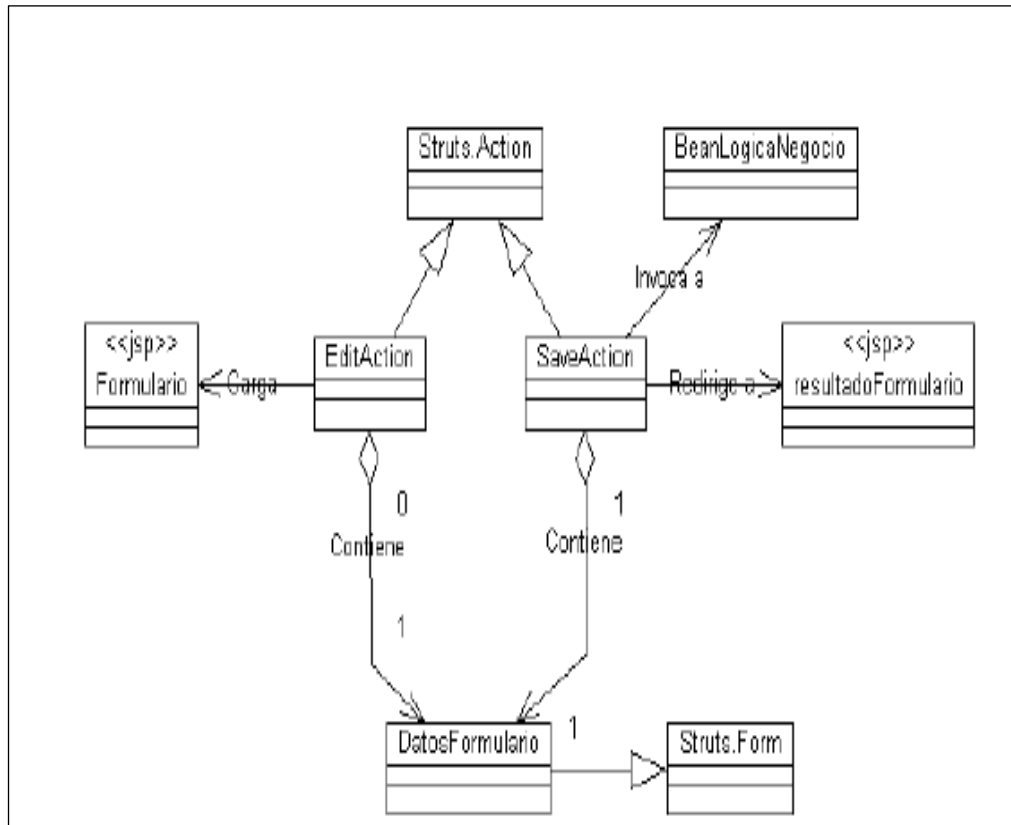 Struts.Action
BeanLogicaNegocio
Invoca a
<<jsp>>
Formulario
Carga
EditAction
SaveAction
Redirige a
<<jsp>>
resultadoFormulario
0
Contiene
1
1
Contiene
DatosFormulario
1
Struts.Form